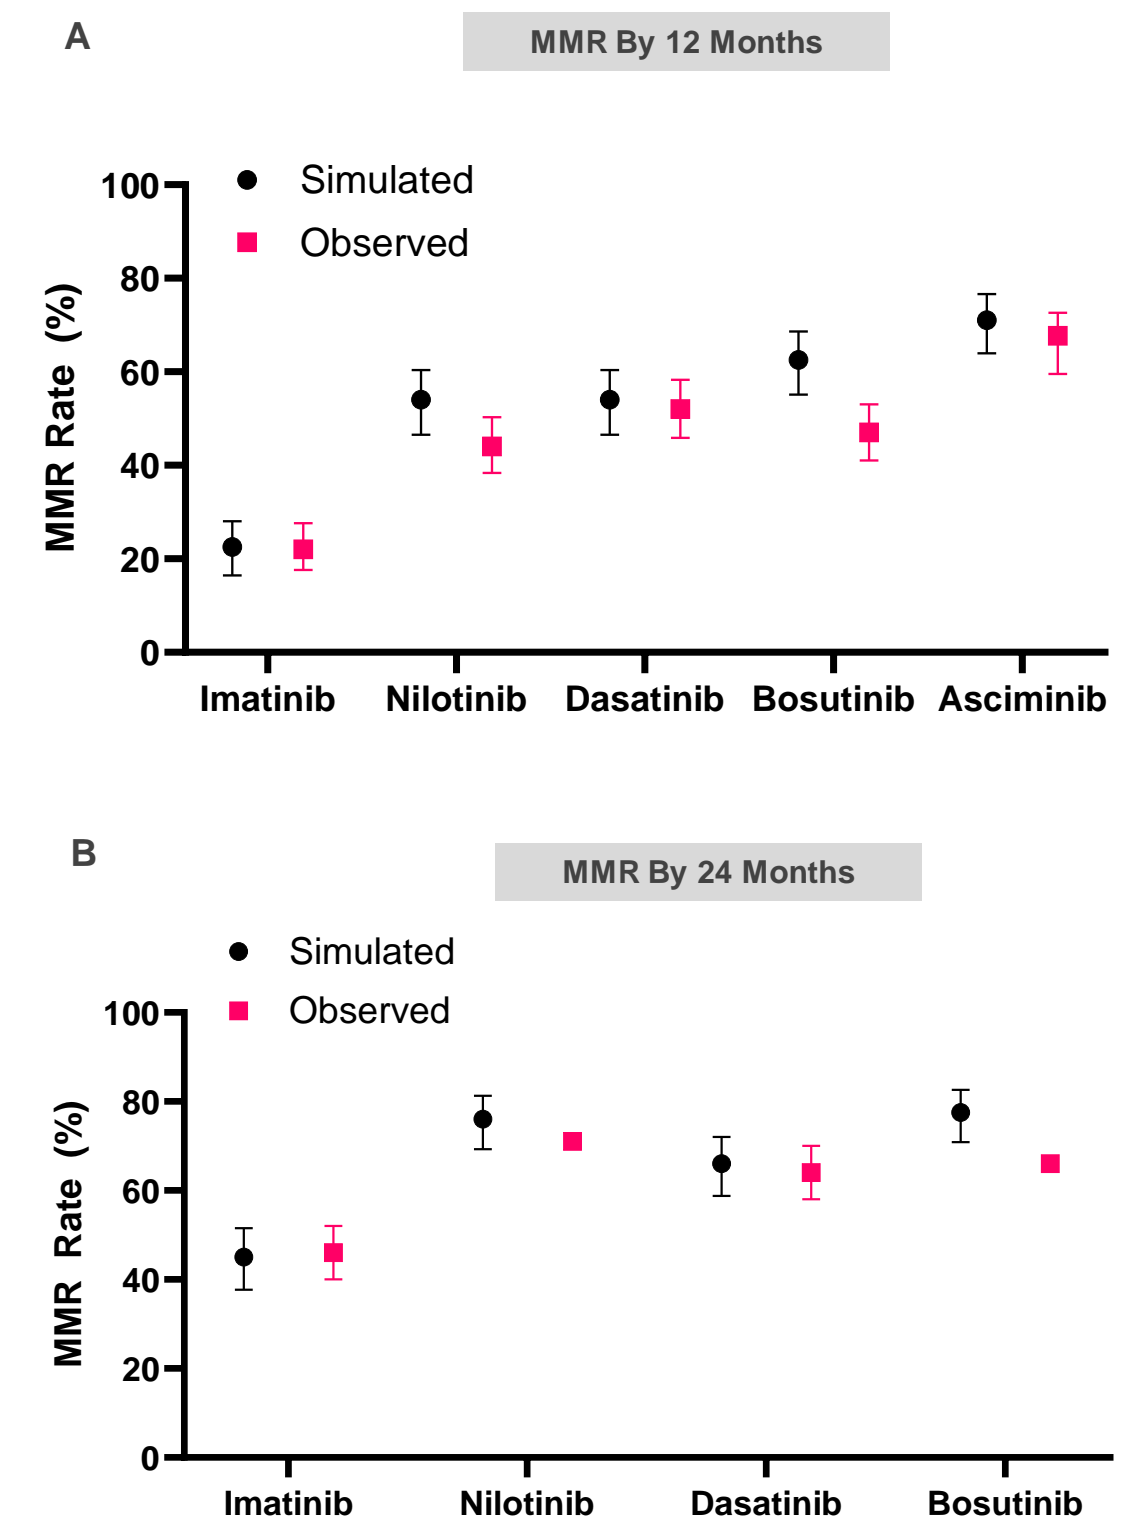 A
MMR By 12 Months
Simulated
Observed
MMR Rate (%)
100
80
60
40
20
0
Imatinib Nilotinib Dasatinib Bosutinib Asciminib
B
MMR By 24 Months
Simulated
Observed
MMR Rate (%)
100
80
60
40
20
0
Imatinib Nilotinib Dasatinib Bosutinib